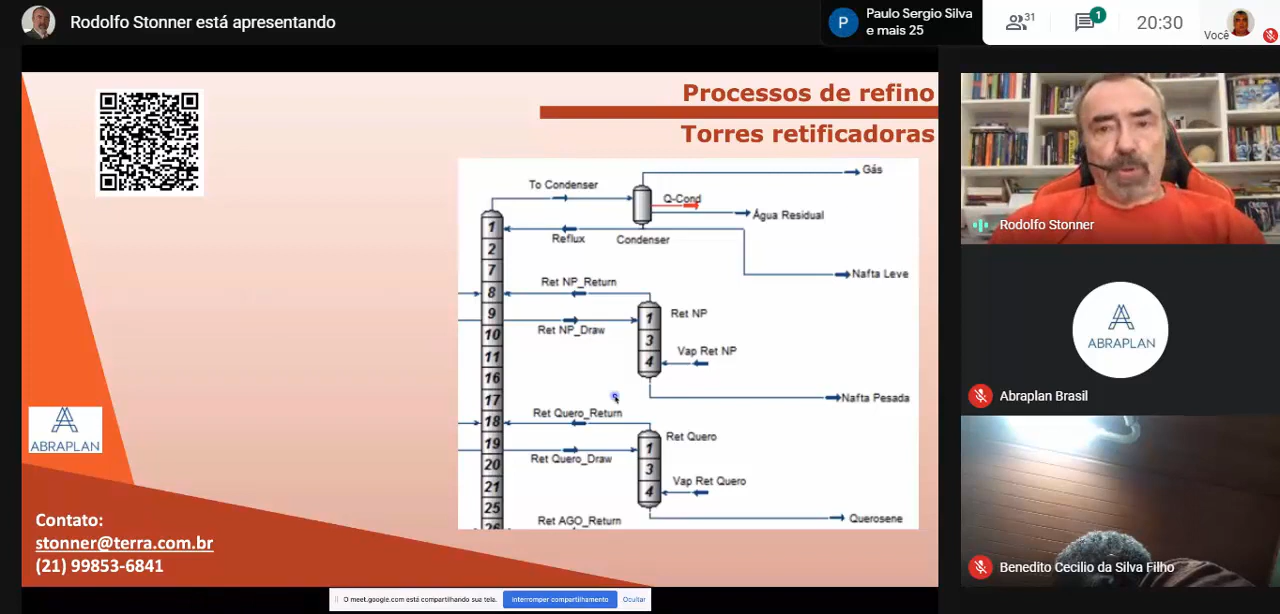 Rodolfo Stonner está apresentando
P
Paulo Sergio Silva
e mais 25
31
1
20:30
Você
Processos de refino
Torres retificadoras
To Condenser
Gás
Q-Cond
Água Residual
Reflux
Condenser
Nafta Leve
1
2
7
8
9
10
11
16
17
18
19
20
21
25
26
Ret NP_Return
Ret NP
Ret NP_Draw
1
3
4
Vap Ret NP
Nafta Pesada
Ret Quero_Return
Ret Quero
Ret Quero_Draw
1
3
4
Vap Ret Quero
Querosene
Ret AGO_Return
ABRAPLAN
Contato:
stonner@terra.com.br
(21) 99853-6841
Rodolfo Stonner
ABRAPLAN
Abraplan Brasil
Benedito Cecilio da Silva Filho
O meet.google.com está compartilhando sua tela.
Interromper compartilhamento
Ocultar